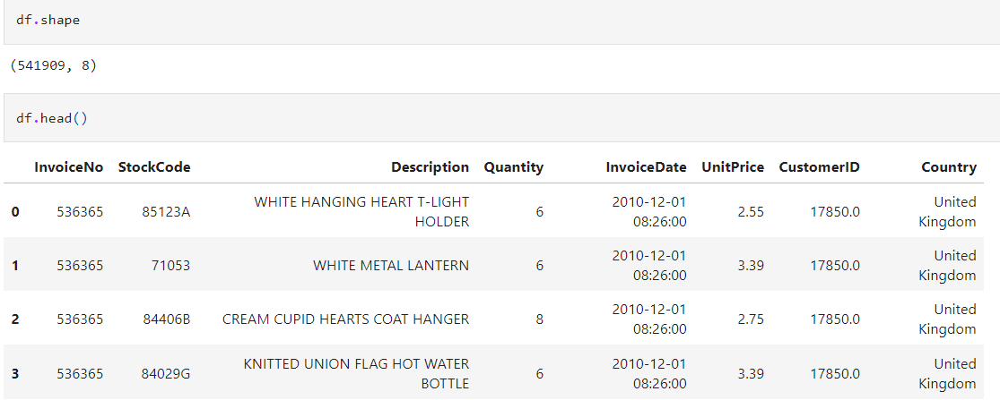 df.shape
(541909, 8)
df.head()
InvoiceNo StockCode Description Quantity InvoiceDate UnitPrice CustomerID Country
0 536365 85123A WHITE HANGING HEART T-LIGHT HOLDER 6 2010-12-01 08:26:00 2.55 17850.0 United Kingdom
1 536365 71053 WHITE METAL LANTERN 6 2010-12-01 08:26:00 3.39 17850.0 United Kingdom
2 536365 84406B CREAM CUPID HEARTS COAT HANGER 8 2010-12-01 08:26:00 2.75 17850.0 United Kingdom
3 536365 84029G KNITTED UNION FLAG HOT WATER BOTTLE 6 2010-12-01 08:26:00 3.39 17850.0 United Kingdom